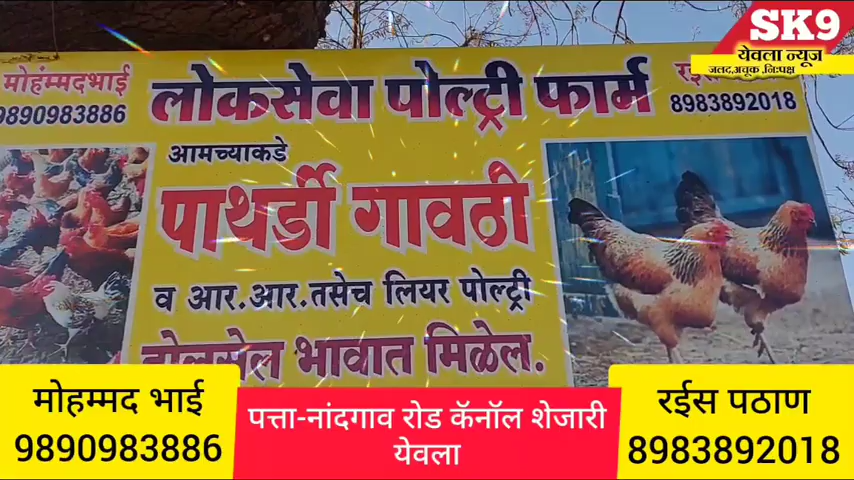 SK9
येवला न्यूज
जलद,अचूक,नि:पक्ष
लोकसेवा पोल्ट्री फार्म
मोहंम्मदभाई
9890983886
8983892018
आमच्याकडे
पाथर्डी गावठी
व आर.आर.तसेच लियर पोल्ट्री
होलसेल भावात मिळेल.
मोहम्मद भाई
9890983886
पत्ता-नांदगाव रोड कॅनॉल शेजारी
येवला
रईस पठाण
8983892018